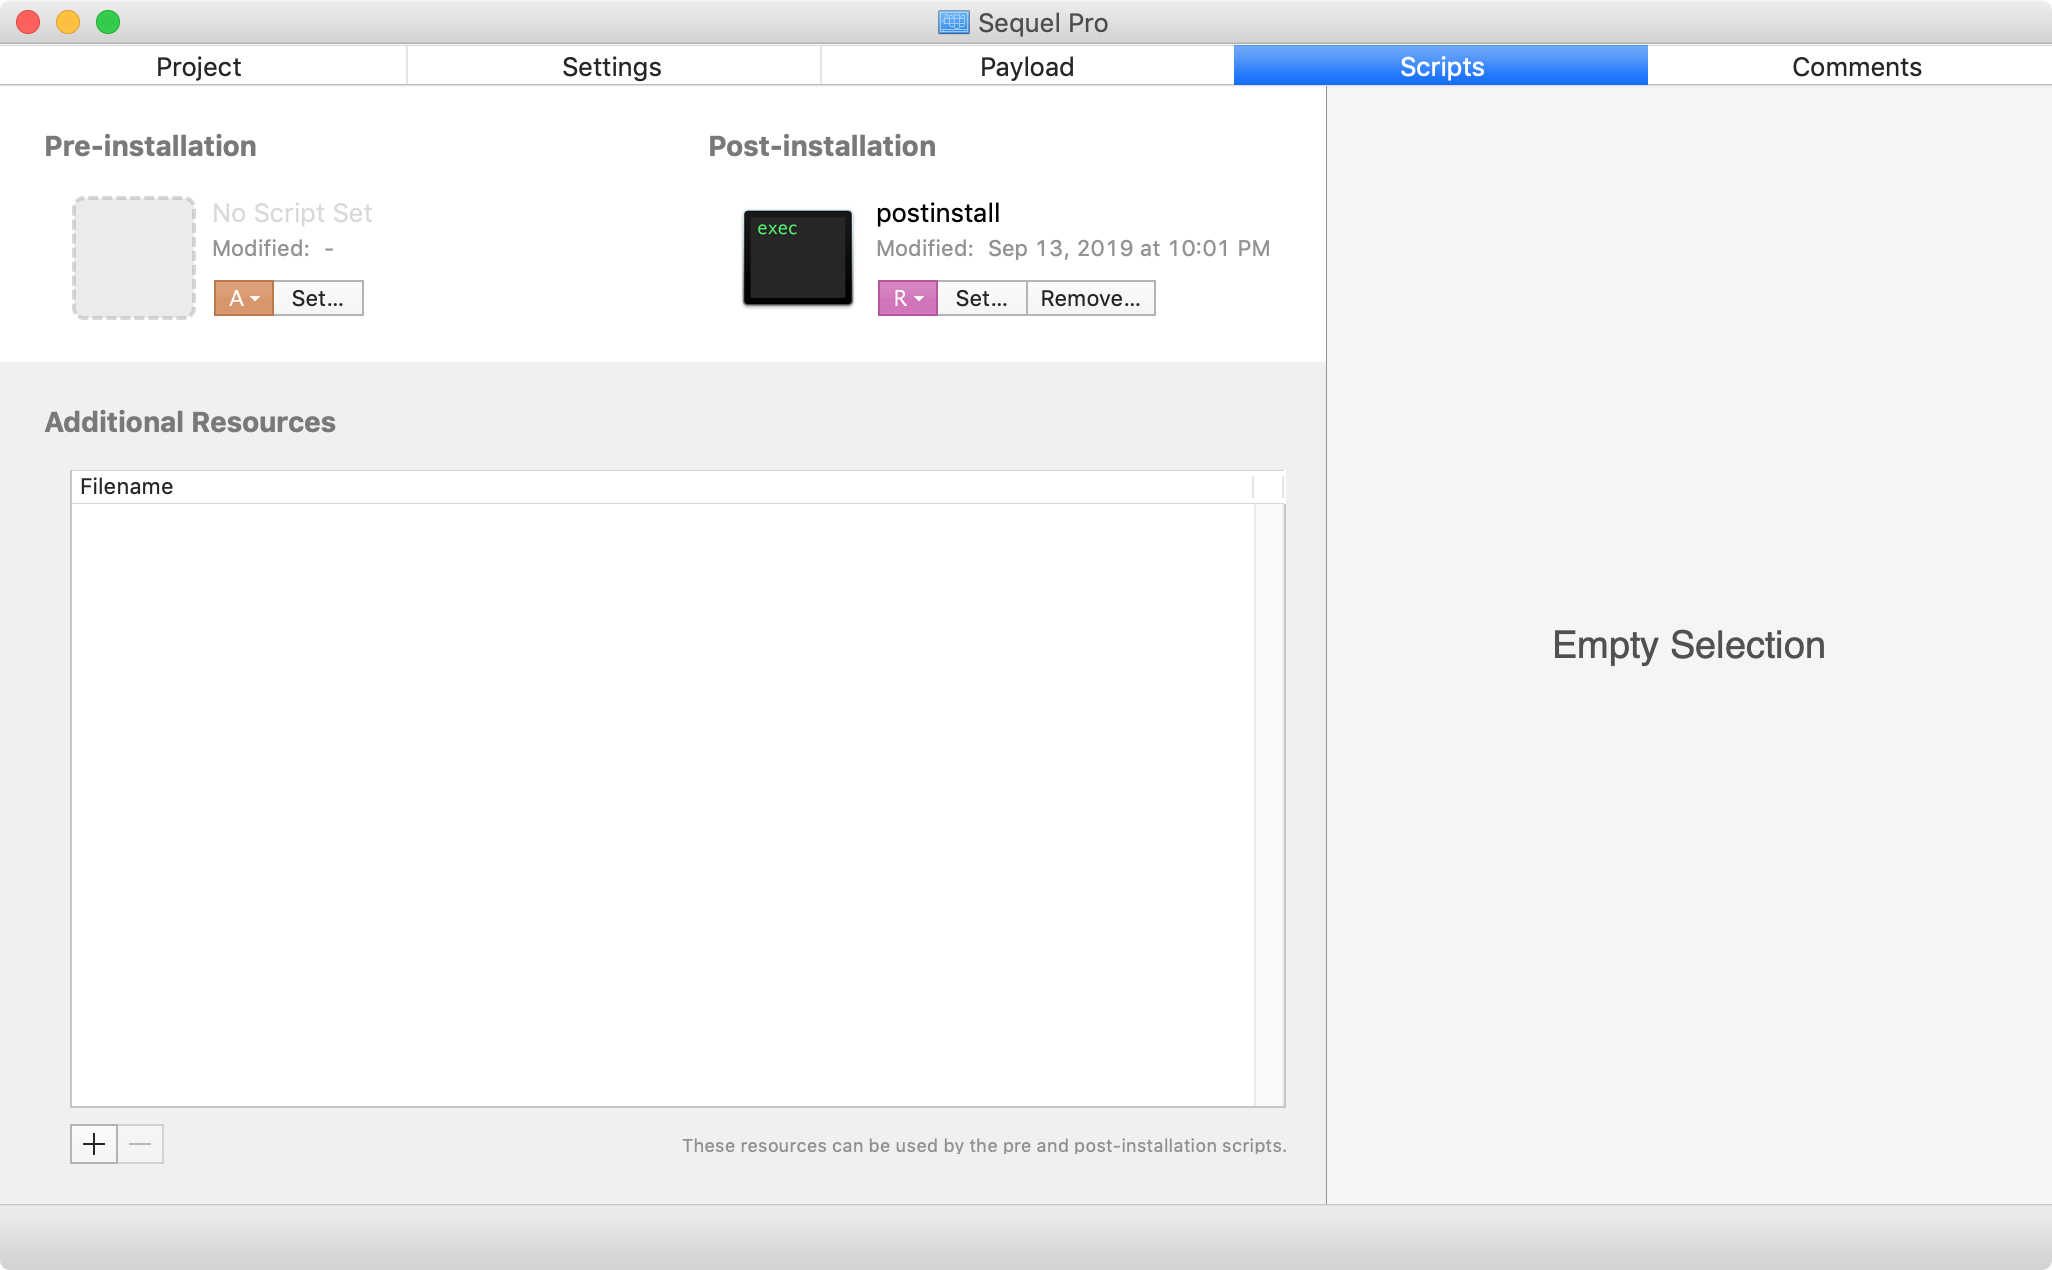 Sequel Pro
Project
Settings
Payload
Scripts
Comments
Pre-installation
No Script Set
Modified: -
A
Set...
Post-installation
exec
postinstall
Modified: Sep 13, 2019 at 10:01 PM
R
Set...
Remove...
Additional Resources
Filename
These resources can be used by the pre and post-installation scripts.
Empty Selection